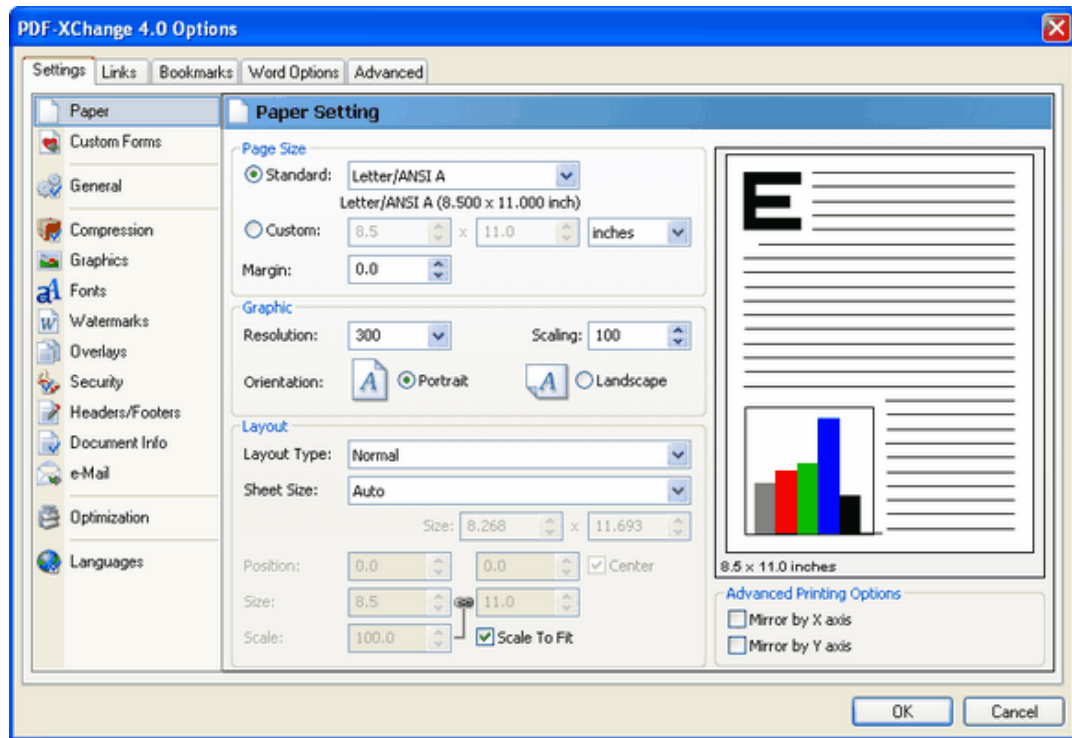 PDF-XChange 4.0 Options
Settings Links Bookmarks Word Options Advanced
Paper
Custom Forms
General
Compression
Graphics
Fonts
Watermarks
Overlays
Security
Headers/Footers
Document Info
e-Mail
Optimization
Languages
Paper Setting
Page Size
Standard: Letter/ANSI A
Letter/ANSI A (8.500 x 11.000 inch)
Custom: 8.5 x 11.0 inches
Margin: 0.0
Graphic
Resolution: 300 Scaling: 100
Orientation: A Portrait A Landscape
Layout
Layout Type: Normal
Sheet Size: Auto
Size: 8.268 x 11.693
Position: 0.0 0.0 Center
Size: 8.5 11.0
Scale: 100.0 Scale To Fit
E
8.5 x 11.0 inches
Advanced Printing Options
Mirror by X axis
Mirror by Y axis
OK Cancel